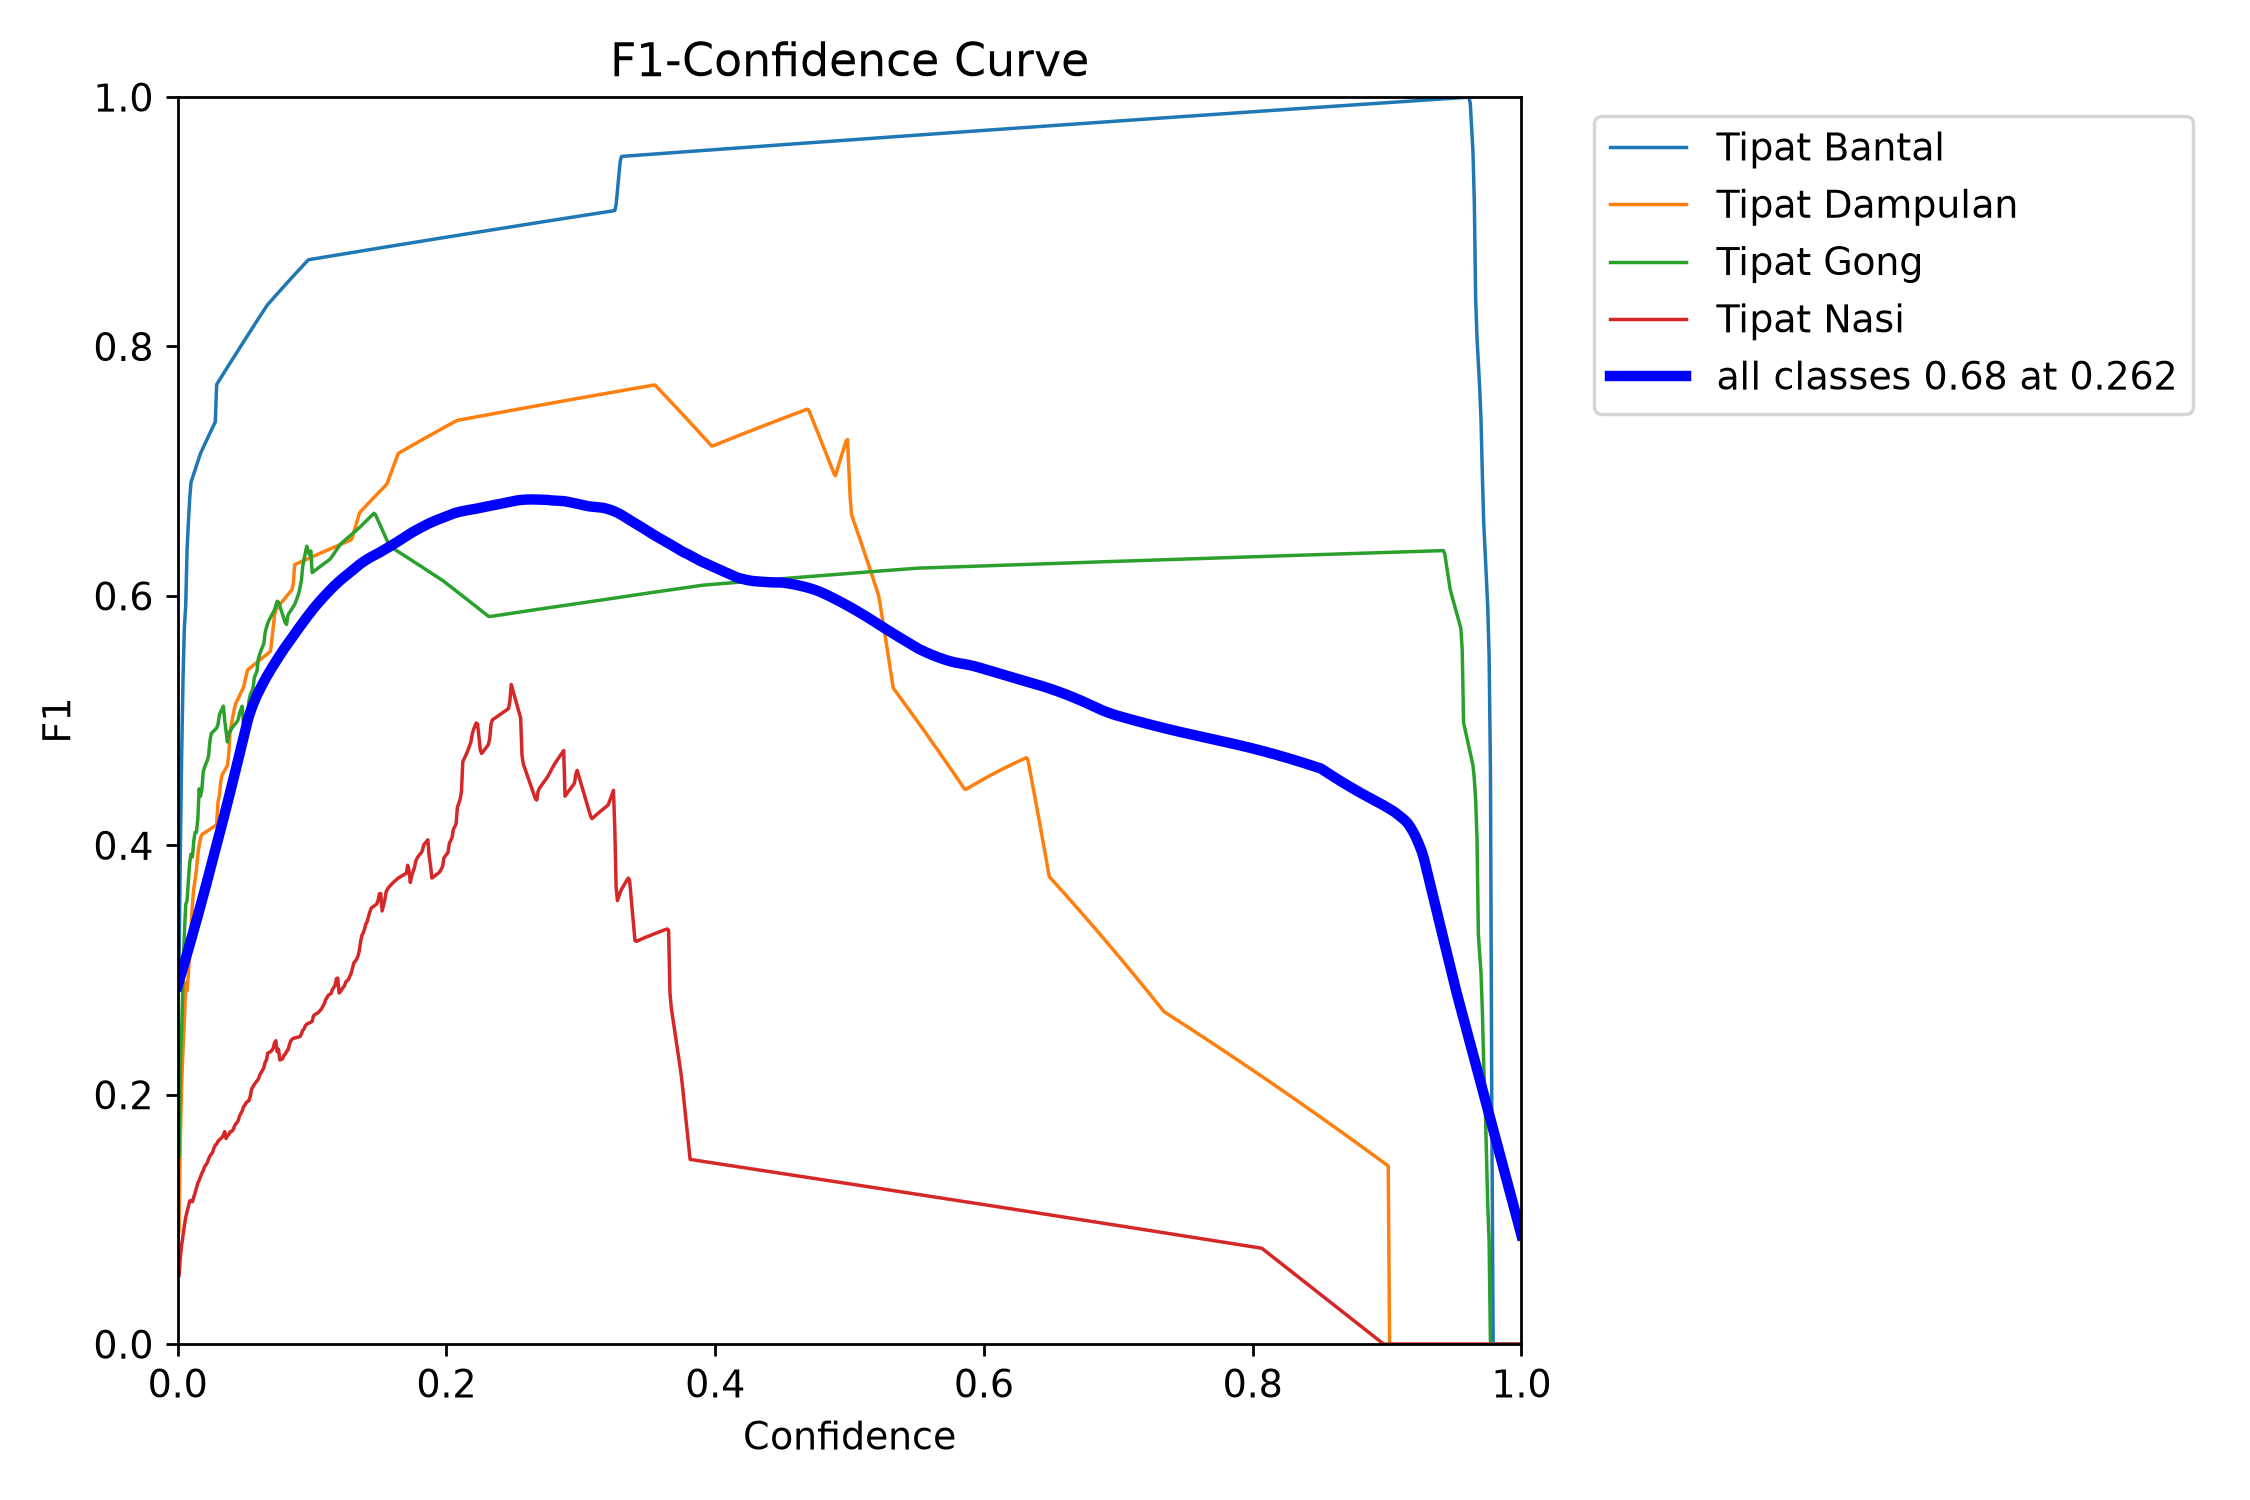 F1-Confidence Curve
1.0
0.8
0.6
0.4
0.2
0.0
F1
0.0 0.2 0.4 0.6 0.8 1.0
Confidence
Tipat Bantal
Tipat Dampulan
Tipat Gong
Tipat Nasi
all classes 0.68 at 0.262